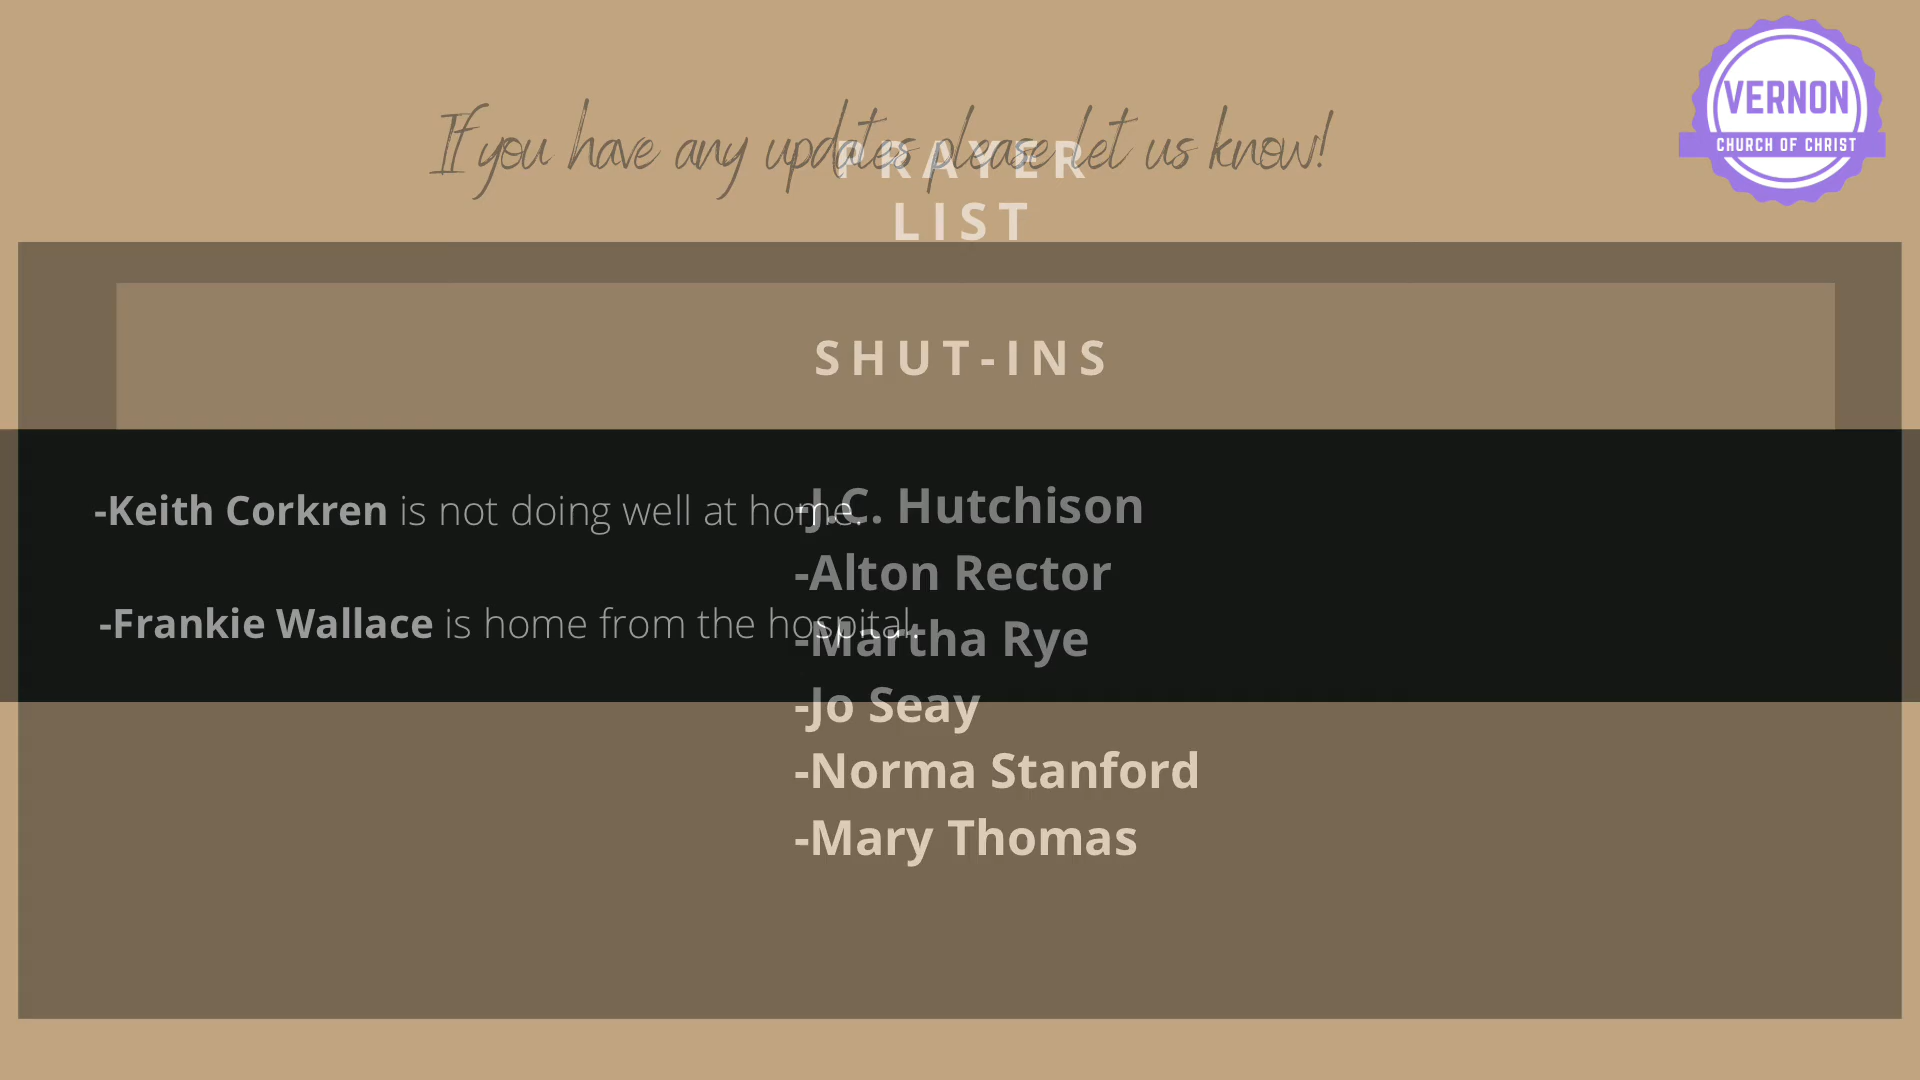 If you have any updates please let us know!
PRAYER
LIST
VERNON
CHURCH OF CHRIST
SHUT-INS
-Keith Corkren is not doing well at home.
-Frankie Wallace is home from the hospital.
-J.C. Hutchison
-Alton Rector
-Martha Rye
-Jo Seay
-Norma Stanford
-Mary Thomas